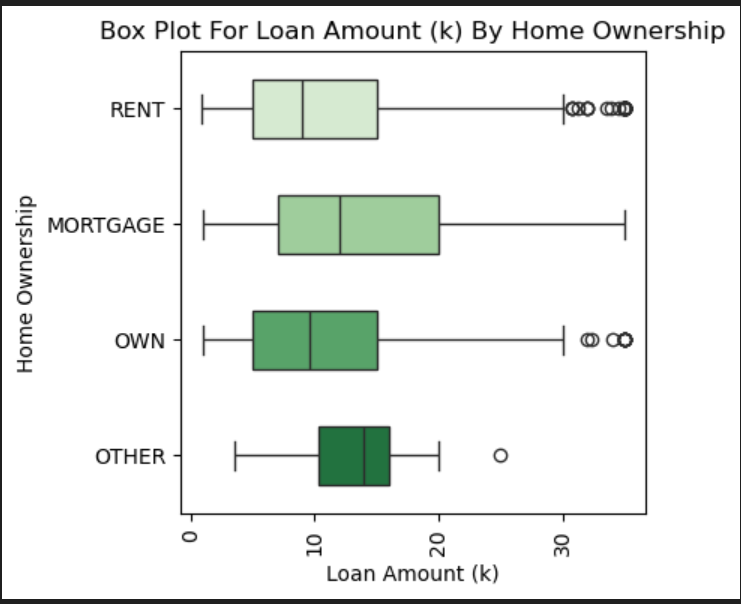 Box Plot For Loan Amount (k) By Home Ownership
Home Ownership
RENT
MORTGAGE
OWN
OTHER
0 10 20 30
Loan Amount (k)